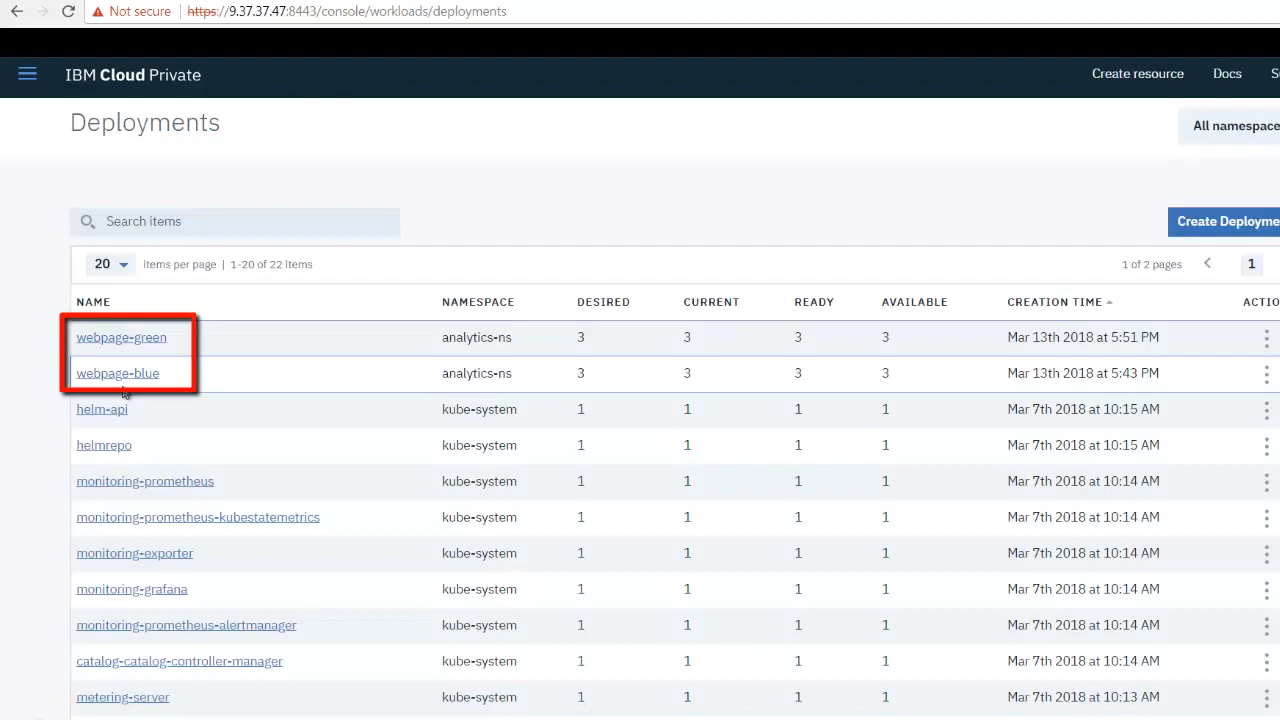 Not secure | https://9.37.37.47:8443/console/workloads/deployments
IBM Cloud Private Create resource Docs
Deployments
All namespace
Search items
Create Deployme
20 items per page | 1-20 of 22 items 1 of 2 pages 1
NAME NAMESPACE DESIRED CURRENT READY AVAILABLE CREATION TIME ACTIO
webpage-green analytics-ns 3 3 3 3 Mar 13th 2018 at 5:51 PM
webpage-blue analytics-ns 3 3 3 3 Mar 13th 2018 at 5:43 PM
helm-api kube-system 1 1 1 1 Mar 7th 2018 at 10:15 AM
helmrepo kube-system 1 1 1 1 Mar 7th 2018 at 10:15 AM
monitoring-prometheus kube-system 1 1 1 1 Mar 7th 2018 at 10:14 AM
monitoring-prometheus-kubestatemetrics kube-system 1 1 1 1 Mar 7th 2018 at 10:14 AM
monitoring-exporter kube-system 1 1 1 1 Mar 7th 2018 at 10:14 AM
monitoring-grafana kube-system 1 1 1 1 Mar 7th 2018 at 10:14 AM
monitoring-prometheus-alertmanager kube-system 1 1 1 1 Mar 7th 2018 at 10:14 AM
catalog-catalog-controller-manager kube-system 1 1 1 1 Mar 7th 2018 at 10:14 AM
metering-server kube-system 1 1 1 1 Mar 7th 2018 at 10:13 AM